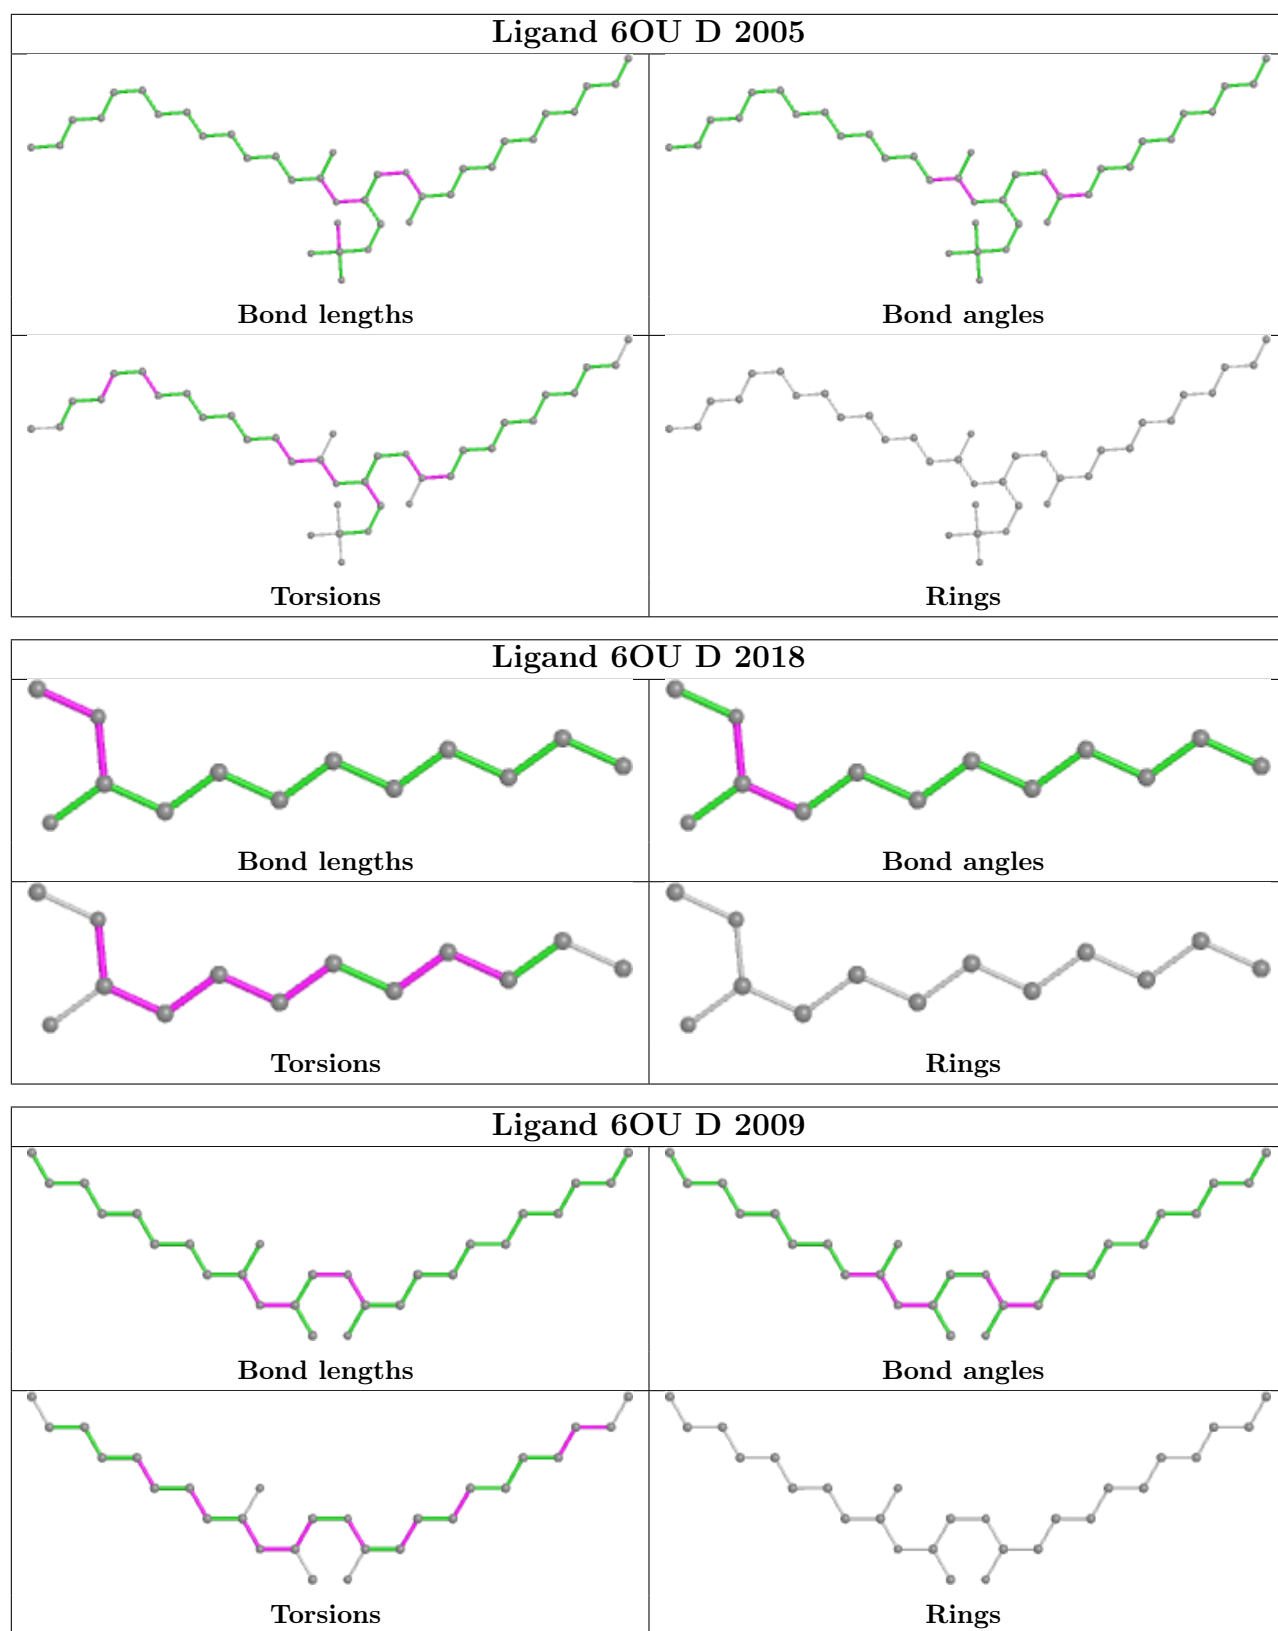 Ligand 6OU D 2005
Bond lengths
Bond angles
Torsions
Rings
Ligand 6OU D 2018
Bond lengths
Bond angles
Torsions
Rings
Ligand 6OU D 2009
Bond lengths
Bond angles
Torsions
Rings